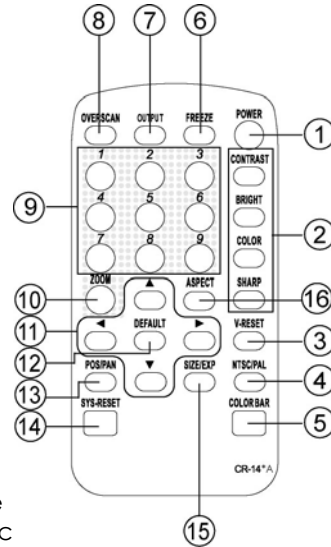 8 7 6
OVERSCAN OUTPUT FREEZE POWER
1
1 2 3
CONTRAST
4 5 6
BRIGHT
9 2
COLOR
7 8 9
ZOOM ASPECT SHARP
10 16
11 DEFAULT V-RESET 3
12
POS/PAN SIZE/EXP NTSC/PAL
13 4
SYS-RESET COLOR BAR
14 5
CR-14*A
e
C
15